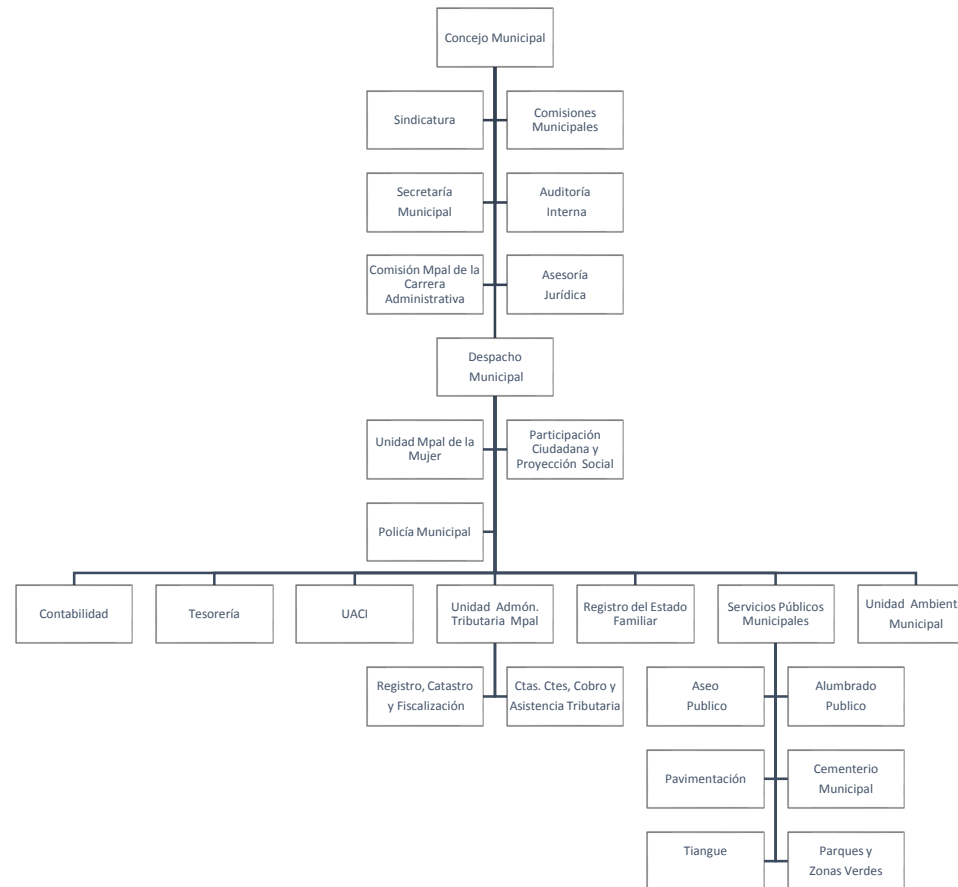 Concejo Municipal
Sindicatura
Comisiones
Municipales
Secretaría
Municipal
Auditoría
Interna
Comisión Mpal de la
Carrera
Administrativa
Asesoría
Jurídica
Despacho
Municipal
Unidad Mpal de la
Mujer
Participación
Ciudadana y
Proyección Social
Policía Municipal
Contabilidad
Tesorería
UACI
Unidad Admón.
Tributaria Mpal
Registro del Estado
Familiar
Servicios Públicos
Municipales
Unidad Ambienta
Municipal
Registro, Catastro
y Fiscalización
Ctas. Ctes, Cobro y
Asistencia Tributaria
Aseo
Publico
Alumbrado
Publico
Pavimentación
Cementerio
Municipal
Tiangue
Parques y
Zonas Verdes